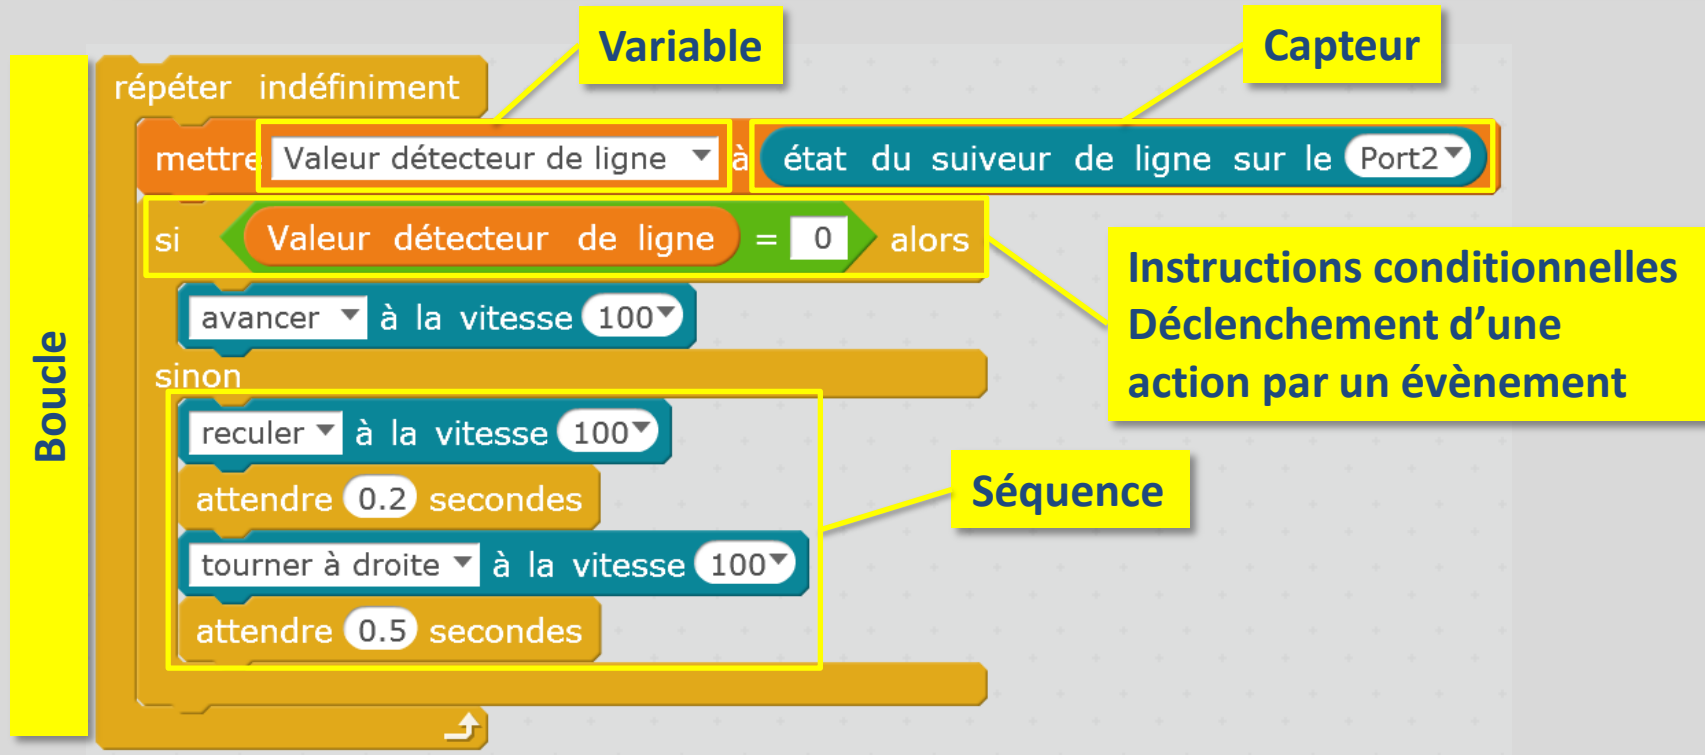 Variable
Capteur
répéter indéfiniment
mettre Valeur détecteur de ligne à état du suiveur de ligne sur le Port2
si Valeur détecteur de ligne = 0 alors
Instructions conditionnelles
Déclenchement d’une
action par un évènement
avancer à la vitesse 100
sinon
Boucle
reculer à la vitesse 100
attendre 0.2 secondes
Séquence
tourner à droite à la vitesse 100
attendre 0.5 secondes